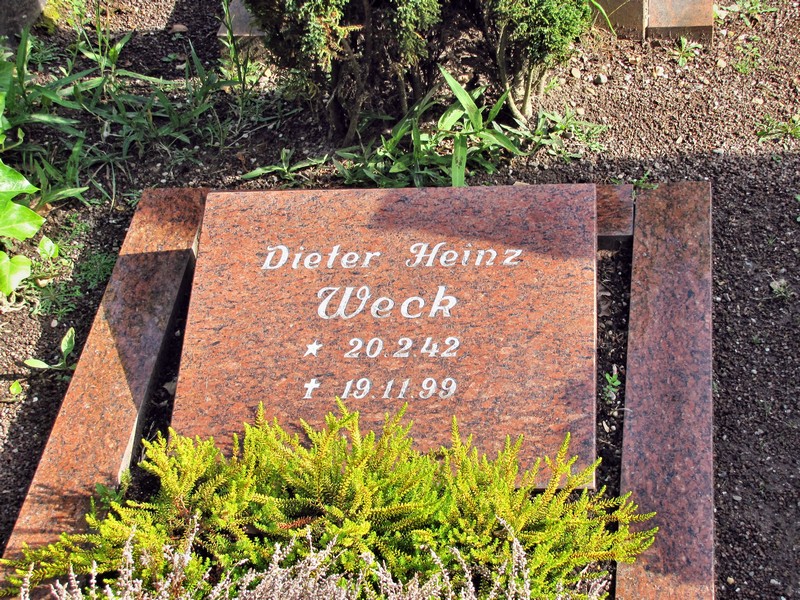 Dieter Heinz
Weck
★ 20.2.42
✝ 19.11.99